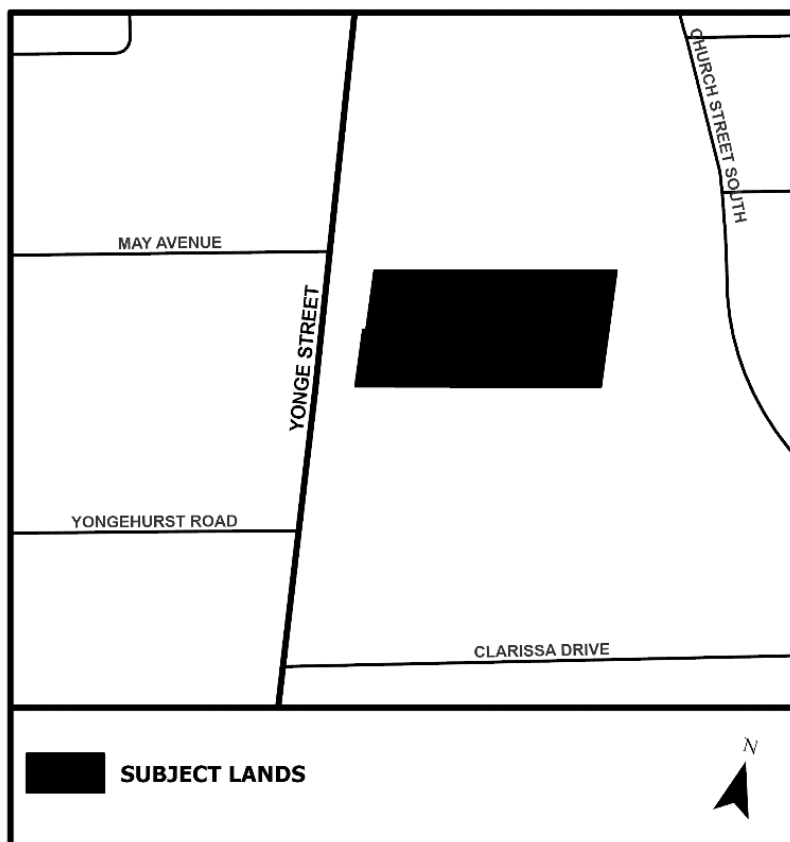 CHURCH STREET SOUTH
MAY AVENUE
YONGE STREET
YONGEHURST ROAD
CLARISSA DRIVE
SUBJECT LANDS
N